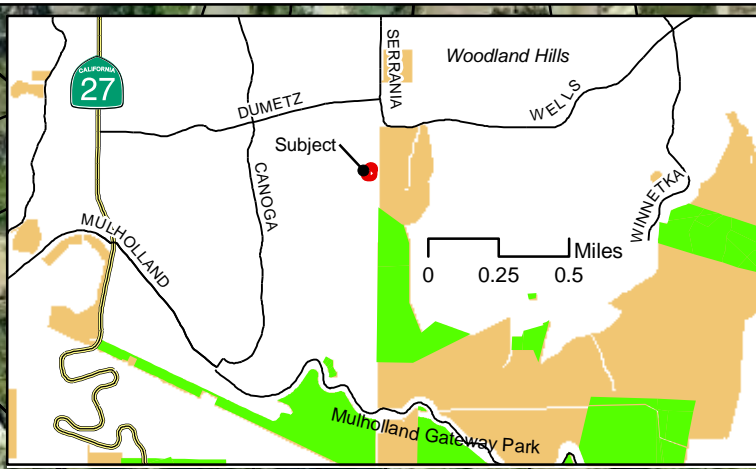 CALIFORNIA
27
SERRANIA
Woodland Hills
DUMETZ
WELLS
Subject
CANOGA
WINNETKA
MULHOLLAND
Miles
0 0.25 0.5
Mulholland Gateway Park